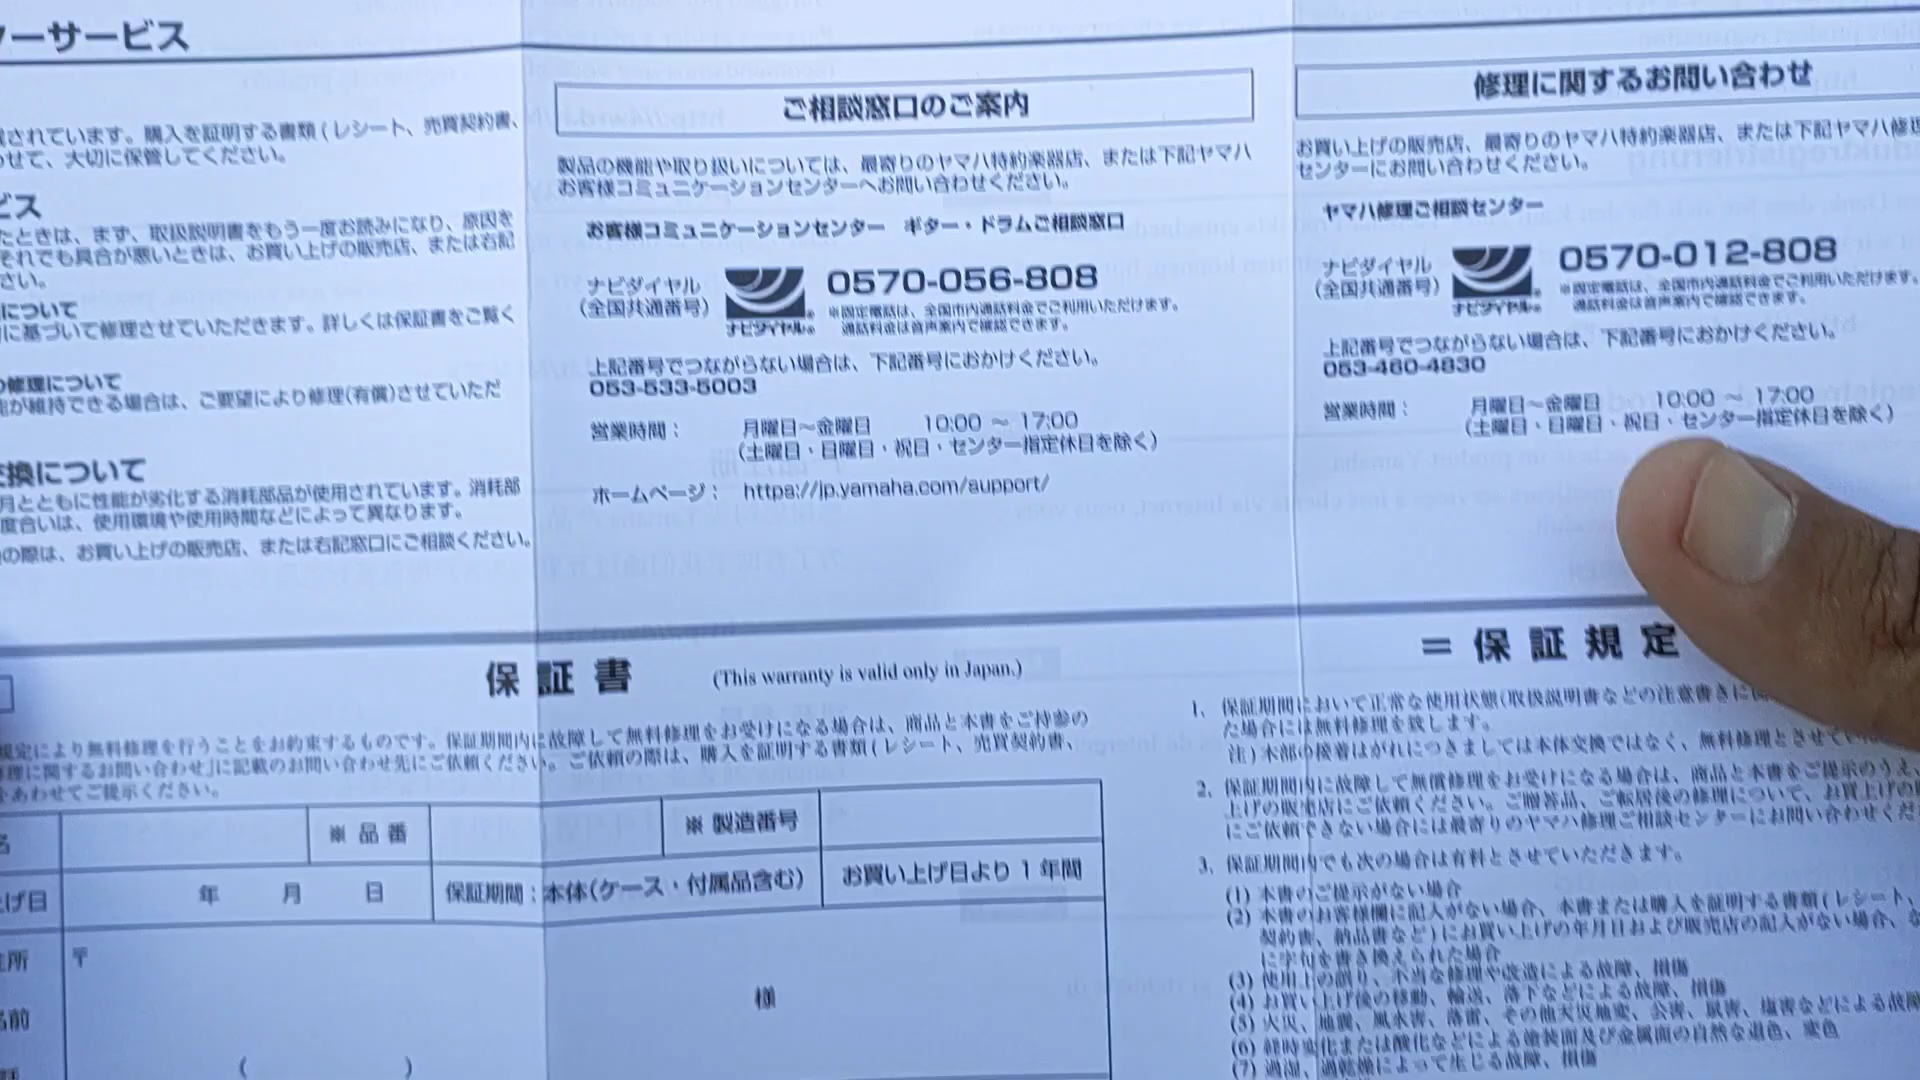 ーサービス
されています。購入を証明する書類(レシート、売買契約書、
せて、大切に保管してください。
ビス
たときは、まず、取扱説明書をもう一度お読みになり、原因を
それでも具合が悪いときは、お買い上げの販売店、または右記
さい。
について
に基づいて修理させていただきます。詳しくは保証書をご覧く
修理について
能が維持できる場合は、ご要望により修理(有償)させていただ
交換について
月とともに性能が劣化する消耗部品が使用されています。消耗部
度合いは、使用環境や使用時間などによって異なります。
の際は、お買い上げの販売店、または右記窓口にご相談ください。
ご相談窓口のご案内
製品の機能や取り扱いについては、最寄りのヤマハ特約楽器店、または下記ヤマハ
お客様コミュニケーションセンターへお問い合わせください。
お客様コミュニケーションセンター ギター・ドラムご相談窓口
ナビダイヤル
(全国共通番号)
ナビダイヤル®
0570-056-808
※固定電話は、全国市内通話料金でご利用いただけます。
通話料金は音声案内で確認できます。
上記番号でつながらない場合は、下記番号におかけください。
053-533-5003
営業時間： 月曜日～金曜日 10:00 ～ 17:00
(土曜日・日曜日・祝日・センター指定休日を除く)
ホームページ： https://jp.yamaha.com/support/
修理に関するお問い合わせ
お買い上げの販売店、最寄りのヤマハ特約楽器店、または下記ヤマハ修理
センターにお問い合わせください。
ヤマハ修理ご相談センター
ナビダイヤル
(全国共通番号)
ナビダイヤル®
0570-012-808
※固定電話は、全国市内通話料金でご利用いただけます。
通話料金は音声案内で確認できます。
上記番号でつながらない場合は、下記番号におかけください。
053-460-4830
営業時間： 月曜日～金曜日 10:00 ～ 17:00
(土曜日・日曜日・祝日・センター指定休日を除く)
保証書 (This warranty is valid only in Japan.)
規定により無料修理を行うことをお約束するものです。保証期間内に故障して無料修理をお受けになる場合は、商品と本書をご持参の
修理に関するお問い合わせ」に記載のお問い合わせ先にご依頼ください。ご依頼の際は、購入を証明する書類(レシート、売買契約書、
をあわせてご提示ください。
名 ※ 品 番 ※ 製造番号
上げ日 年 月 日 保証期間：本体(ケース・付属品含む) お買い上げ日より 1 年間
住所 〒
名前 様
( )
＝ 保 証 規 定
1. 保証期間において正常な使用状態(取扱説明書などの注意書きに
た場合には無料修理を致します。
注) 本部の接着はがれにつきましては本体交換ではなく、無料修理とさせてい
2. 保証期間内に故障して無償修理をお受けになる場合は、商品と本書をご提示のうえ、
上げの販売店にご依頼ください。ご贈答品、ご転居後の修理について、お買上げの
にご依頼できない場合には最寄りのヤマハ修理ご相談センターにお問い合わせくだ
3. 保証期間内でも次の場合は有料とさせていただきます。
(1) 本書のご提示がない場合
(2) 本書のお客様欄に記入がない場合、本書または購入を証明する書類(レシート、
契約書、納品書など)にお買い上げの年月日および販売店の記入がない場合、
に字句を書き換えられた場合
(3) 使用上の誤り、不当な修理や改造による故障、損傷
(4) お買い上げ後の移動、輸送、落下などによる故障、損傷
(5) 火災、地震、風水害、落雷、その他天災地変、公害、鼠害、塩害などによる故障
(6) 経時変化または酸化などによる塗装面及び金属面の自然な退色、変色
(7) 過湿、過乾燥によって生じる故障、損傷